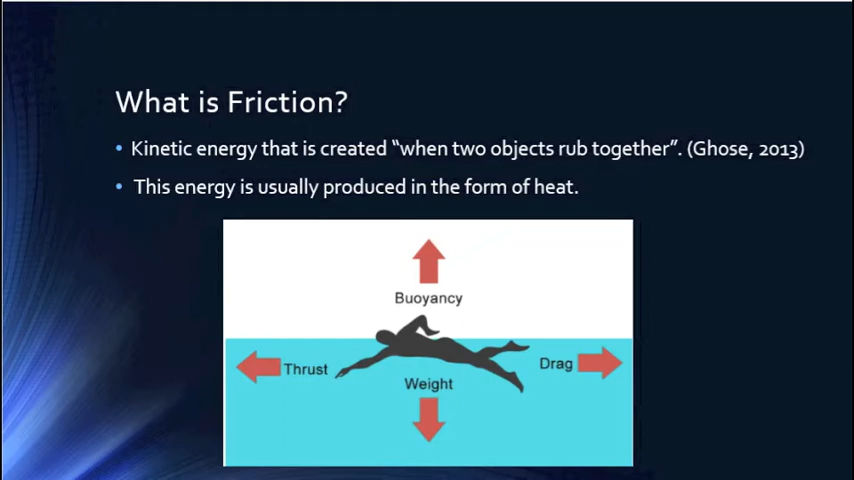 What is Friction?
• Kinetic energy that is created “when two objects rub together”. (Ghose, 2013)
• This energy is usually produced in the form of heat.
Buoyancy
Thrust
Drag
Weight